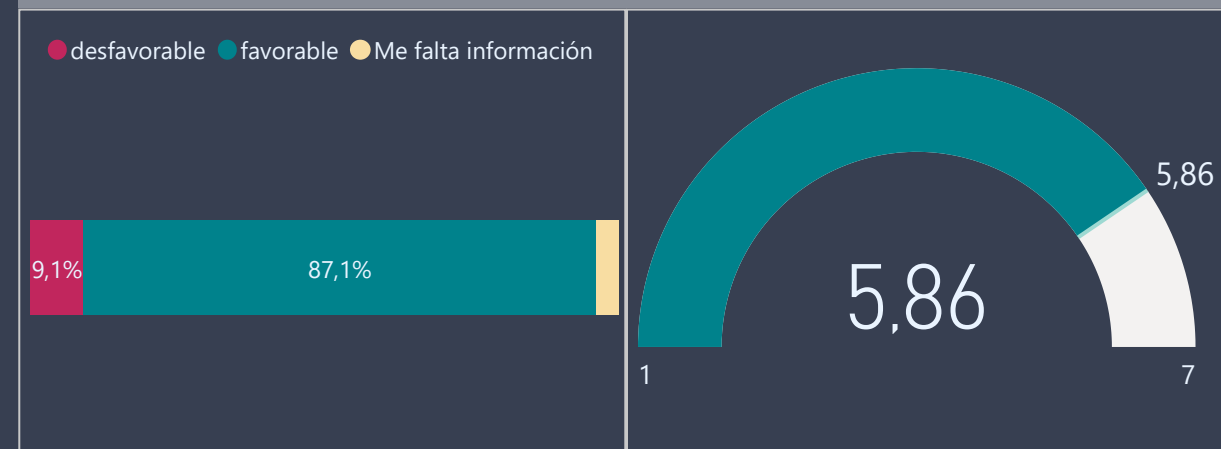 desfavorable favorable Me falta información
9,1% 87,1%
5,86
5,86
1 7